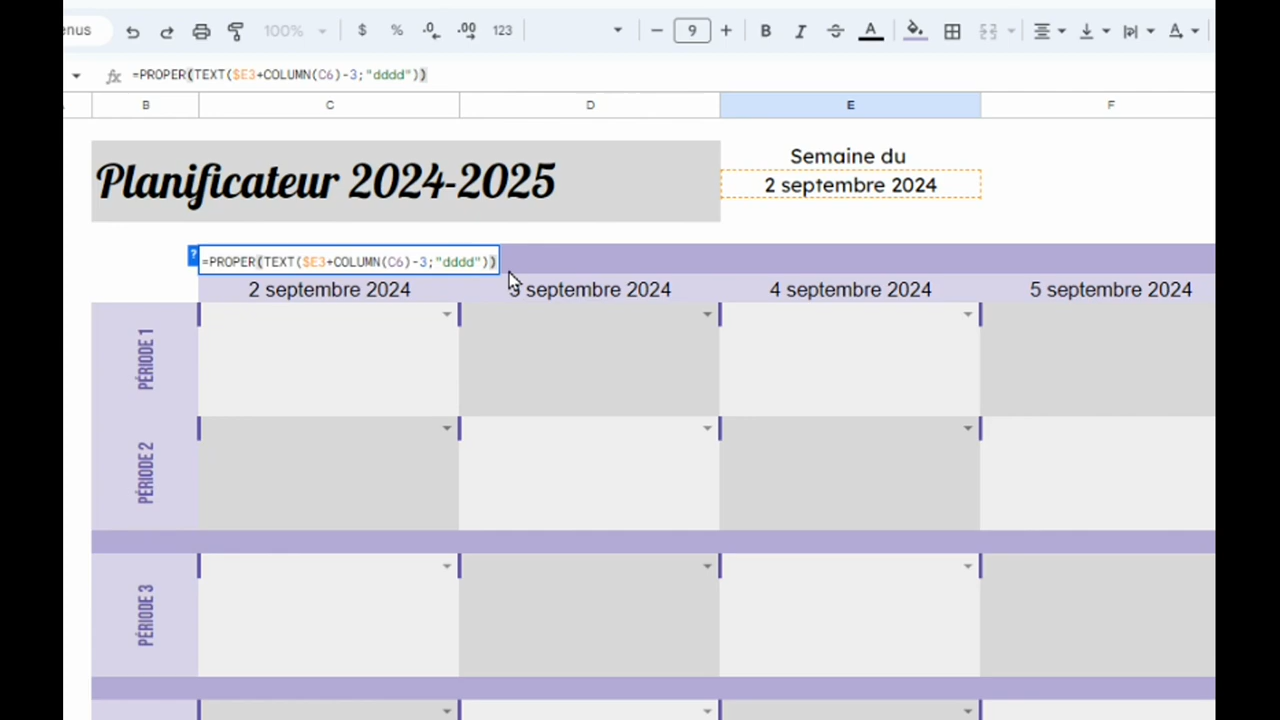 enus
100%
$ % .0 .00 123
9
B I A A
fx =PROPER(TEXT($E3+COLUMN(C6)-3;"dddd"))
B C D E F
Planificateur 2024-2025
Semaine du
2 septembre 2024
? =PROPER(TEXT($E3+COLUMN(C6)-3;"dddd"))
2 septembre 2024 3 septembre 2024 4 septembre 2024 5 septembre 2024
PÉRIODE 1
PÉRIODE 2
PÉRIODE 3